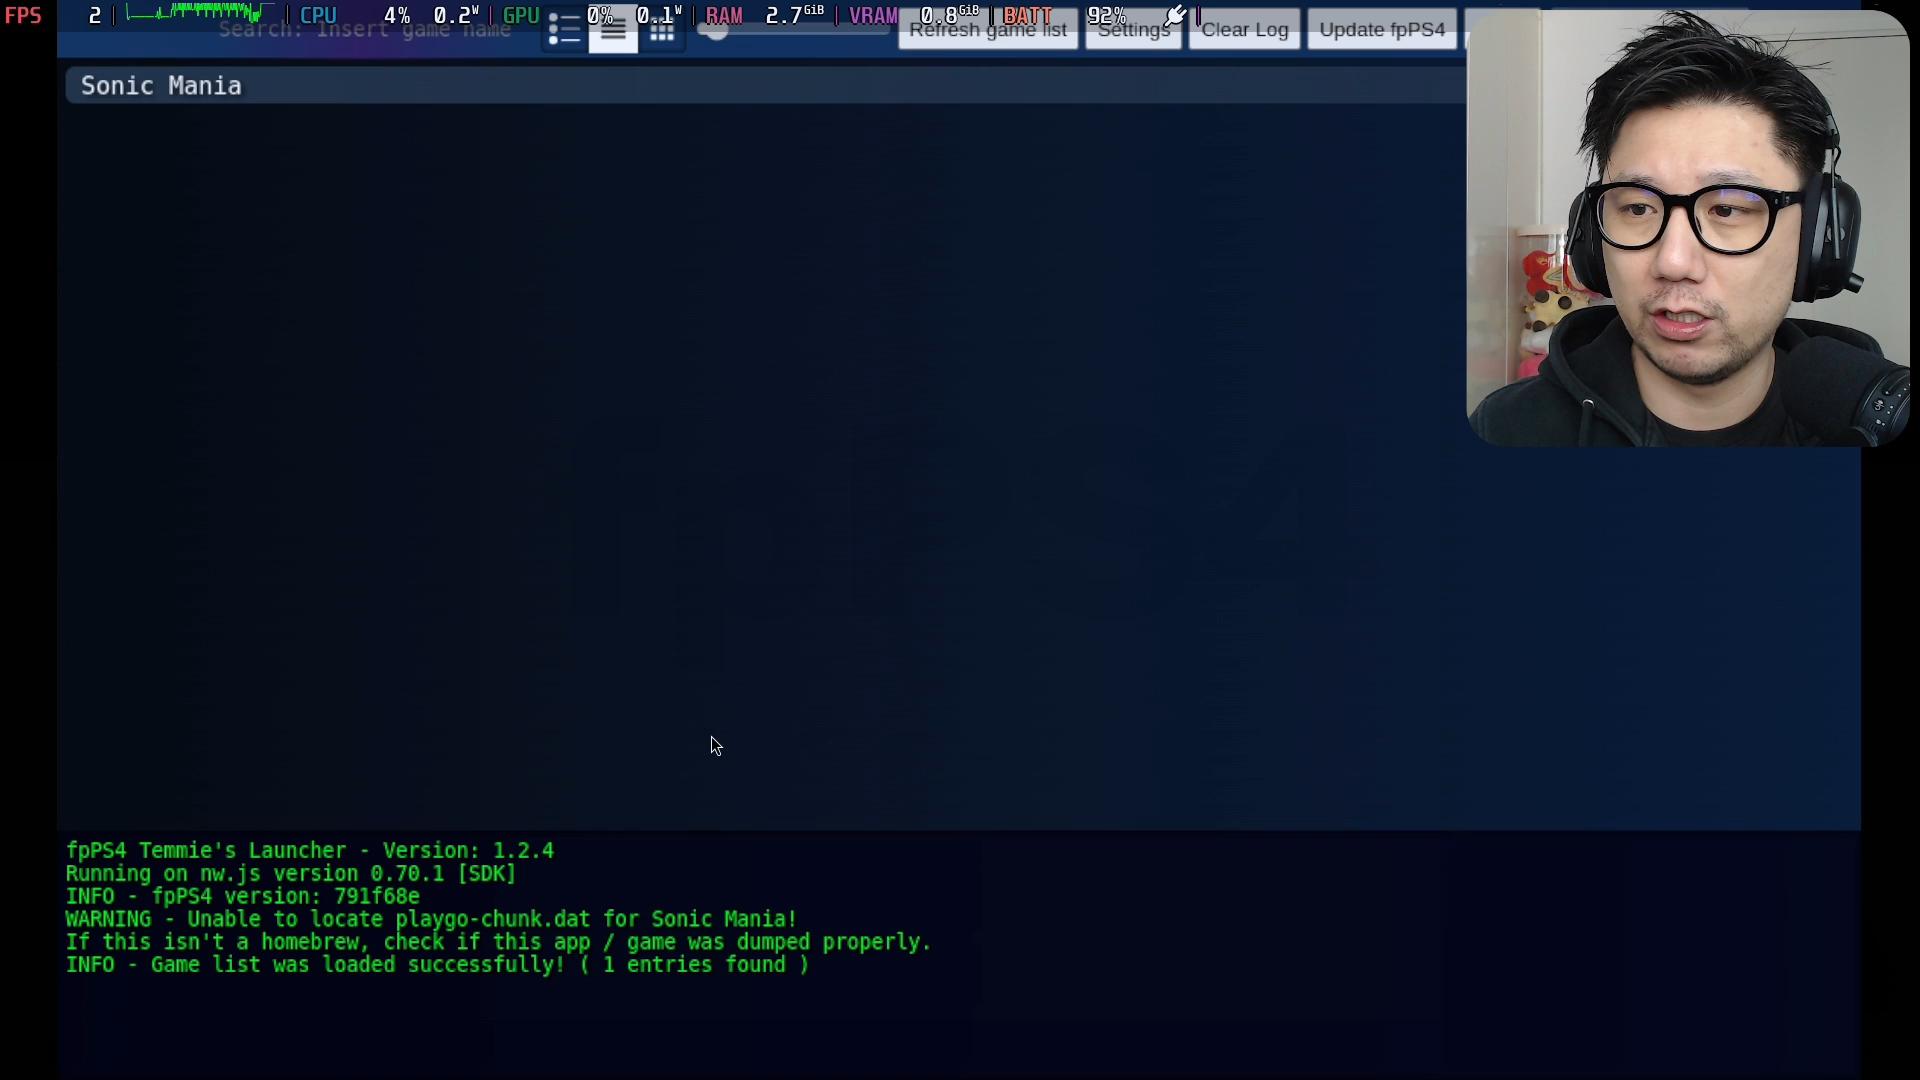 FPS 2 | CPU 4% 0.2W | GPU 0% 0.1W | RAM 2.7GiB | VRAM 0.8GiB | BATT 92%
Search: Insert game name
Refresh game list Settings Clear Log Update fpPS4
Sonic Mania
fpPS4 Temmie's Launcher - Version: 1.2.4
Running on nw.js version 0.70.1 [SDK]
INFO - fpPS4 version: 791f68e
WARNING - Unable to locate playgo-chunk.dat for Sonic Mania!
If this isn't a homebrew, check if this app / game was dumped properly.
INFO - Game list was loaded successfully! ( 1 entries found )